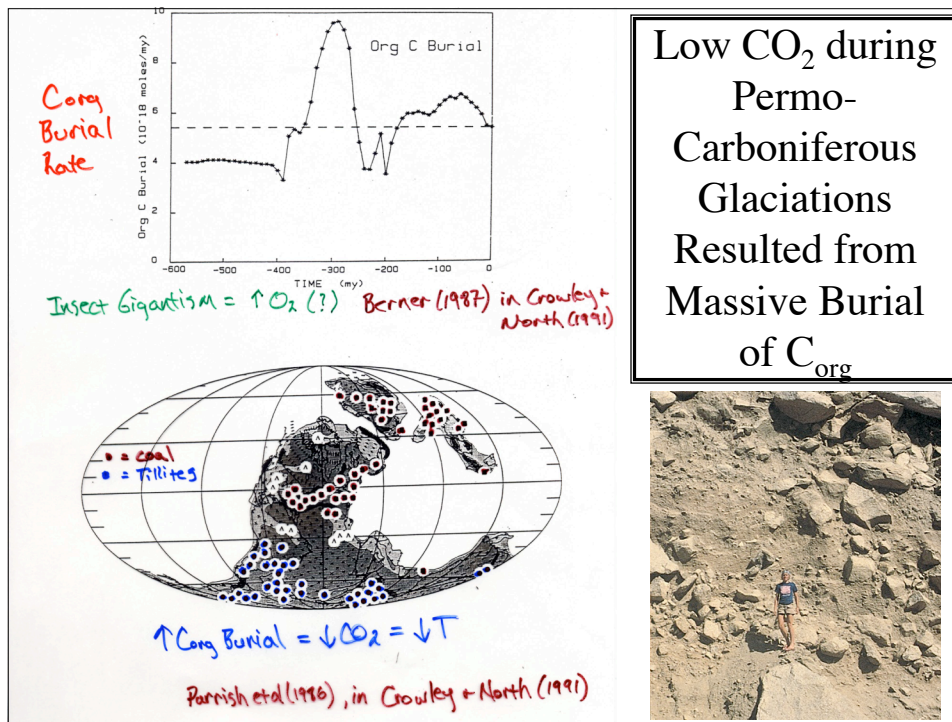 Low CO₂ during
Permo-
Carboniferous
Glaciations
Resulted from
Massive Burial
of Corg
Corg
Burial
Rate
Org C Burial
Org C Burial (10^18 moles/my)
10
8
6
4
2
0
-600
-500
-400
-300
-200
-100
0
TIME (my)
Insect Gigantism = ↑ O₂ (?)
Berner (1987) in Crowley +
North (1991)
• = coal
• = Tillites
↑ Corg Burial = ↓ CO₂ = ↓ T
Parrish et al (1986), in Crowley + North (1991)